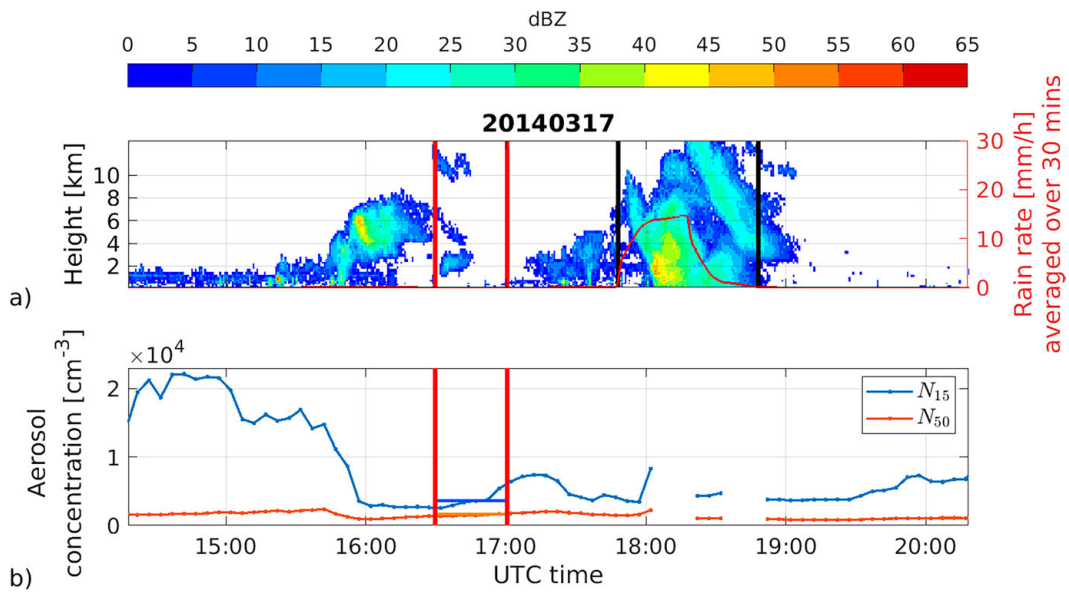 dBZ
0 5 10 15 20 25 30 35 40 45 50 55 60 65
20140317
Height [km]
10
8
6
4
2
30
20
10
0
Rain rate [mm/h]
averaged over 30 mins
a)
×10⁴
Aerosol
concentration [cm⁻³]
2
1
0
N₁₅
N₅₀
15:00 16:00 17:00 18:00 19:00 20:00
UTC time
b)